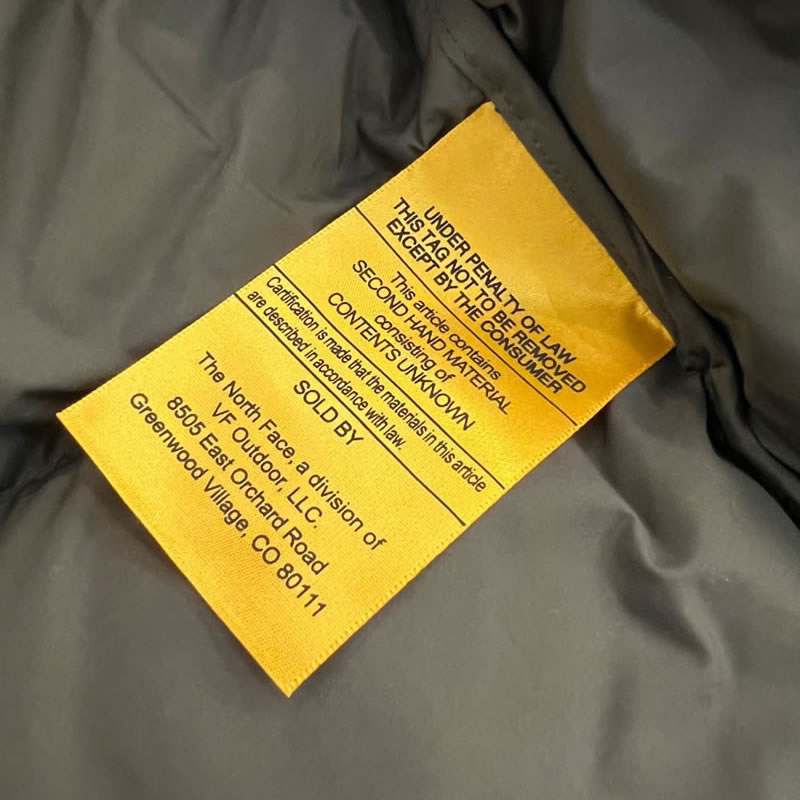 UNDER PENALTY OF LAW
THIS TAG NOT TO BE REMOVED
EXCEPT BY THE CONSUMER
This article contains
SECOND HAND MATERIAL
consisting of
CONTENTS UNKNOWN
Certification is made that the materials in this article
are described in accordance with law.
SOLD BY
The North Face, a division of
VF Outdoor, LLC.
8505 East Orchard Road
Greenwood Village, CO 80111